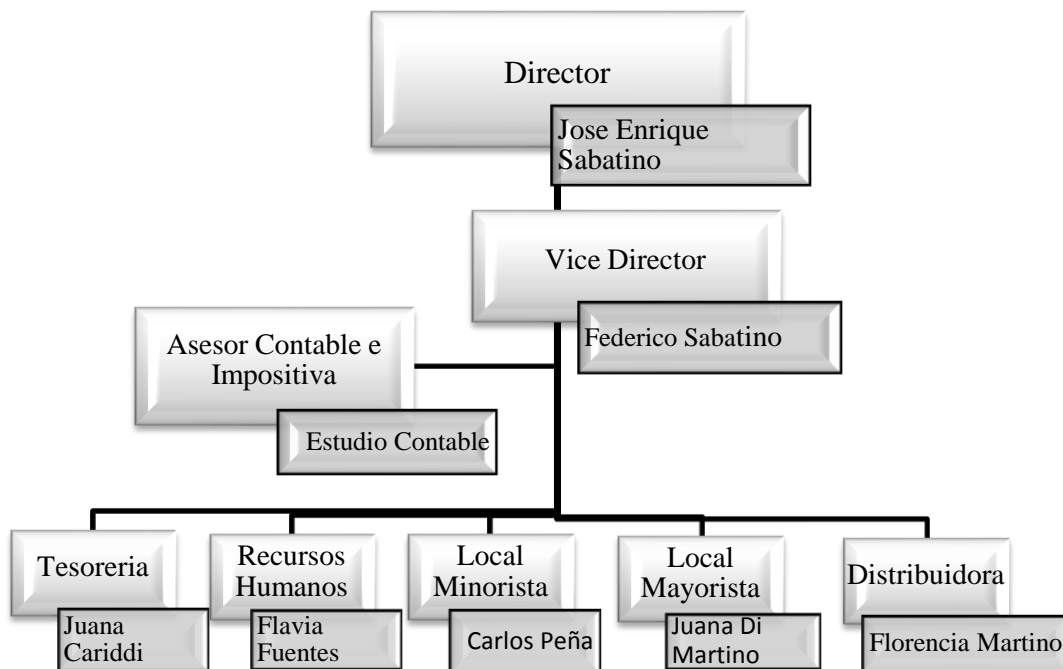 Director
Jose Enrique
Sabatino
Vice Director
Federico Sabatino
Asesor Contable e
Impositiva
Estudio Contable
Tesoreria
Juana
Cariddi
Recursos
Humanos
Flavia
Fuentes
Local
Minorista
Carlos Peña
Local
Mayorista
Juana Di
Martino
Distribuidora
Florencia Martino